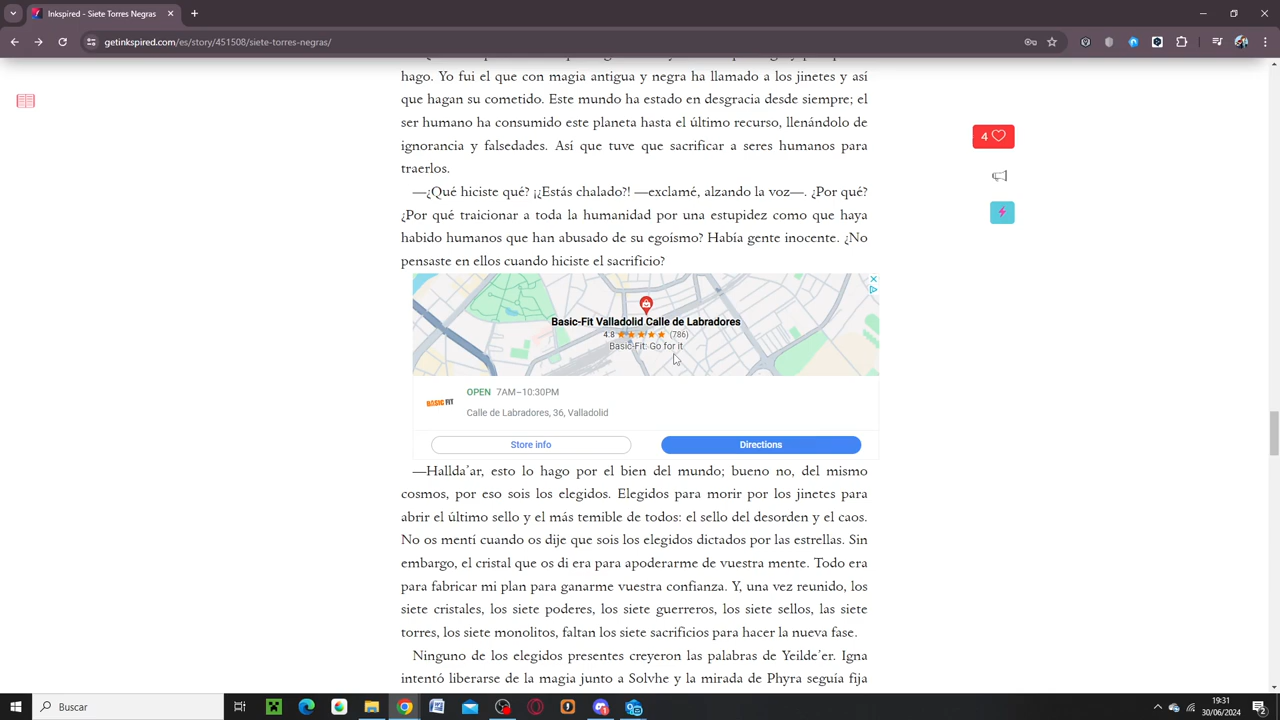 Inkspired - Siete Torres Negras
getinkspired.com/es/story/451508/siete-torres-negras/
hago. Yo fui el que con magia antigua y negra ha llamado a los jinetes y así
que hagan su cometido. Este mundo ha estado en desgracia desde siempre; el
ser humano ha consumido este planeta hasta el último recurso, llenándolo de
ignorancia y falsedades. Así que tuve que sacrificar a seres humanos para
traerlos.
4
—¿Qué hiciste qué? ¡¿Estás chalado?! —exclamé, alzando la voz—. ¿Por qué?
¿Por qué traicionar a toda la humanidad por una estupidez como que haya
habido humanos que han abusado de su egoísmo? Había gente inocente. ¿No
pensaste en ellos cuando hiciste el sacrificio?
Basic-Fit Valladolid Calle de Labradores
4.8 ★★★★★ (786)
Basic-Fit: Go for it
BASIC FIT
OPEN 7AM–10:30PM
Calle de Labradores, 36, Valladolid
Store info
Directions
—Hallda’ar, esto lo hago por el bien del mundo; bueno no, del mismo
cosmos, por eso sois los elegidos. Elegidos para morir por los jinetes para
abrir el último sello y el más temible de todos: el sello del desorden y el caos.
No os mentí cuando os dije que sois los elegidos dictados por las estrellas. Sin
embargo, el cristal que os di era para apoderarme de vuestra mente. Todo era
para fabricar mi plan para ganarme vuestra confianza. Y, una vez reunido, los
siete cristales, los siete poderes, los siete guerreros, los siete sellos, las siete
torres, los siete monolitos, faltan los siete sacrificios para hacer la nueva fase.
Ninguno de los elegidos presentes creyeron las palabras de Yeilde’er. Igna
intentó liberarse de la magia junto a Solvhe y la mirada de Phyra seguía fija
Buscar
19:31
30/06/2024
2